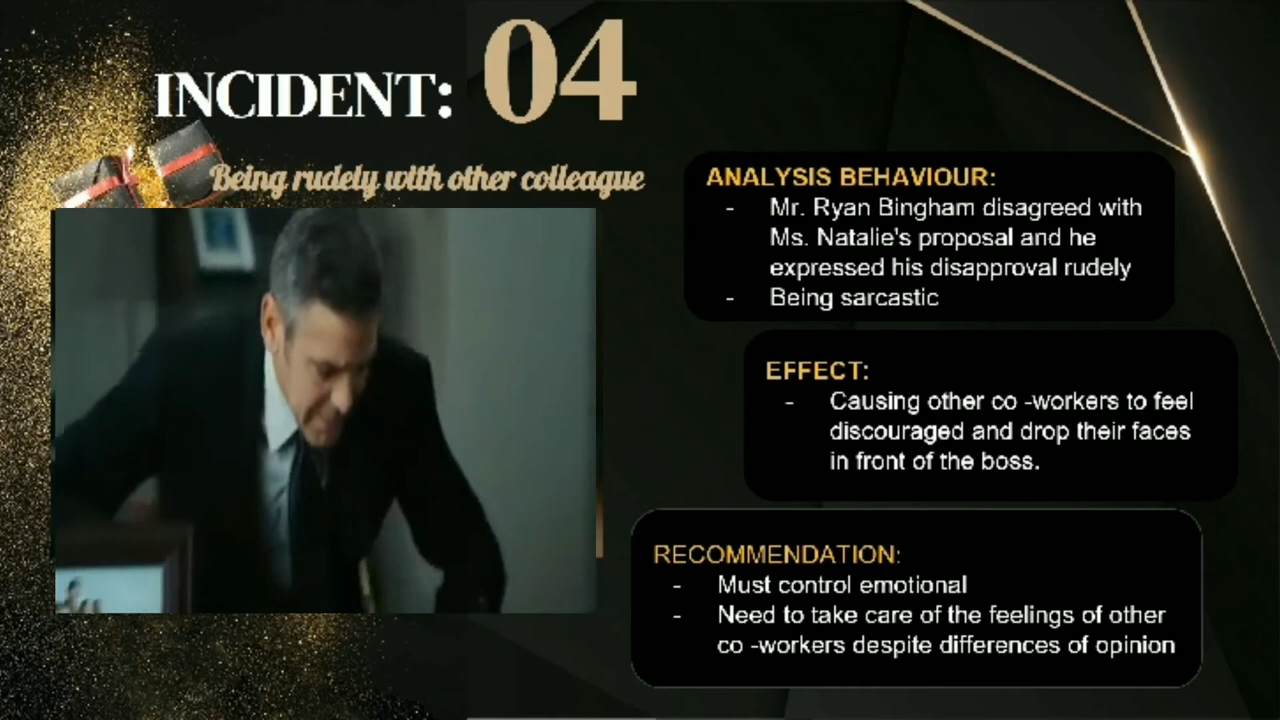 INCIDENT: 04
Being rudely with other colleague
ANALYSIS BEHAVIOUR:
- Mr. Ryan Bingham disagreed with
Ms. Natalie's proposal and he
expressed his disapproval rudely
- Being sarcastic
EFFECT:
- Causing other co -workers to feel
discouraged and drop their faces
in front of the boss.
RECOMMENDATION:
- Must control emotional
- Need to take care of the feelings of other
co -workers despite differences of opinion